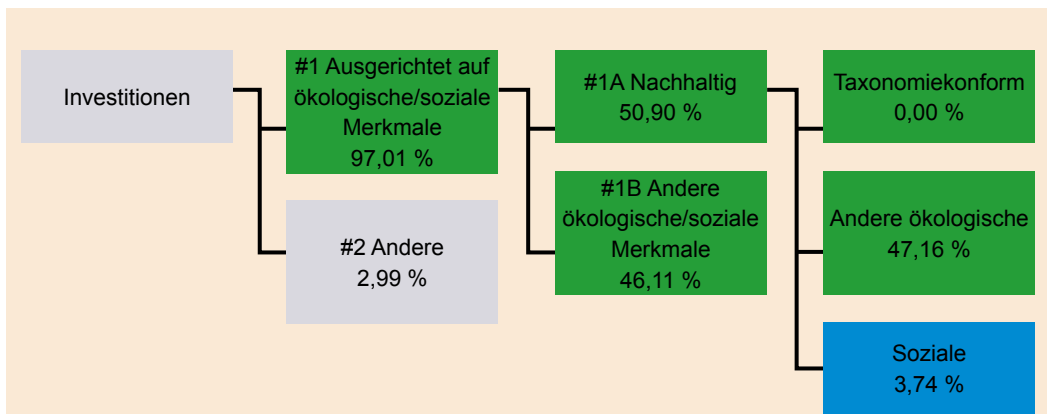 Investitionen
#1 Ausgerichtet auf
ökologische/soziale
Merkmale
97,01 %
#2 Andere
2,99 %
#1A Nachhaltig
50,90 %
#1B Andere
ökologische/soziale
Merkmale
46,11 %
Taxonomiekonform
0,00 %
Andere ökologische
47,16 %
Soziale
3,74 %